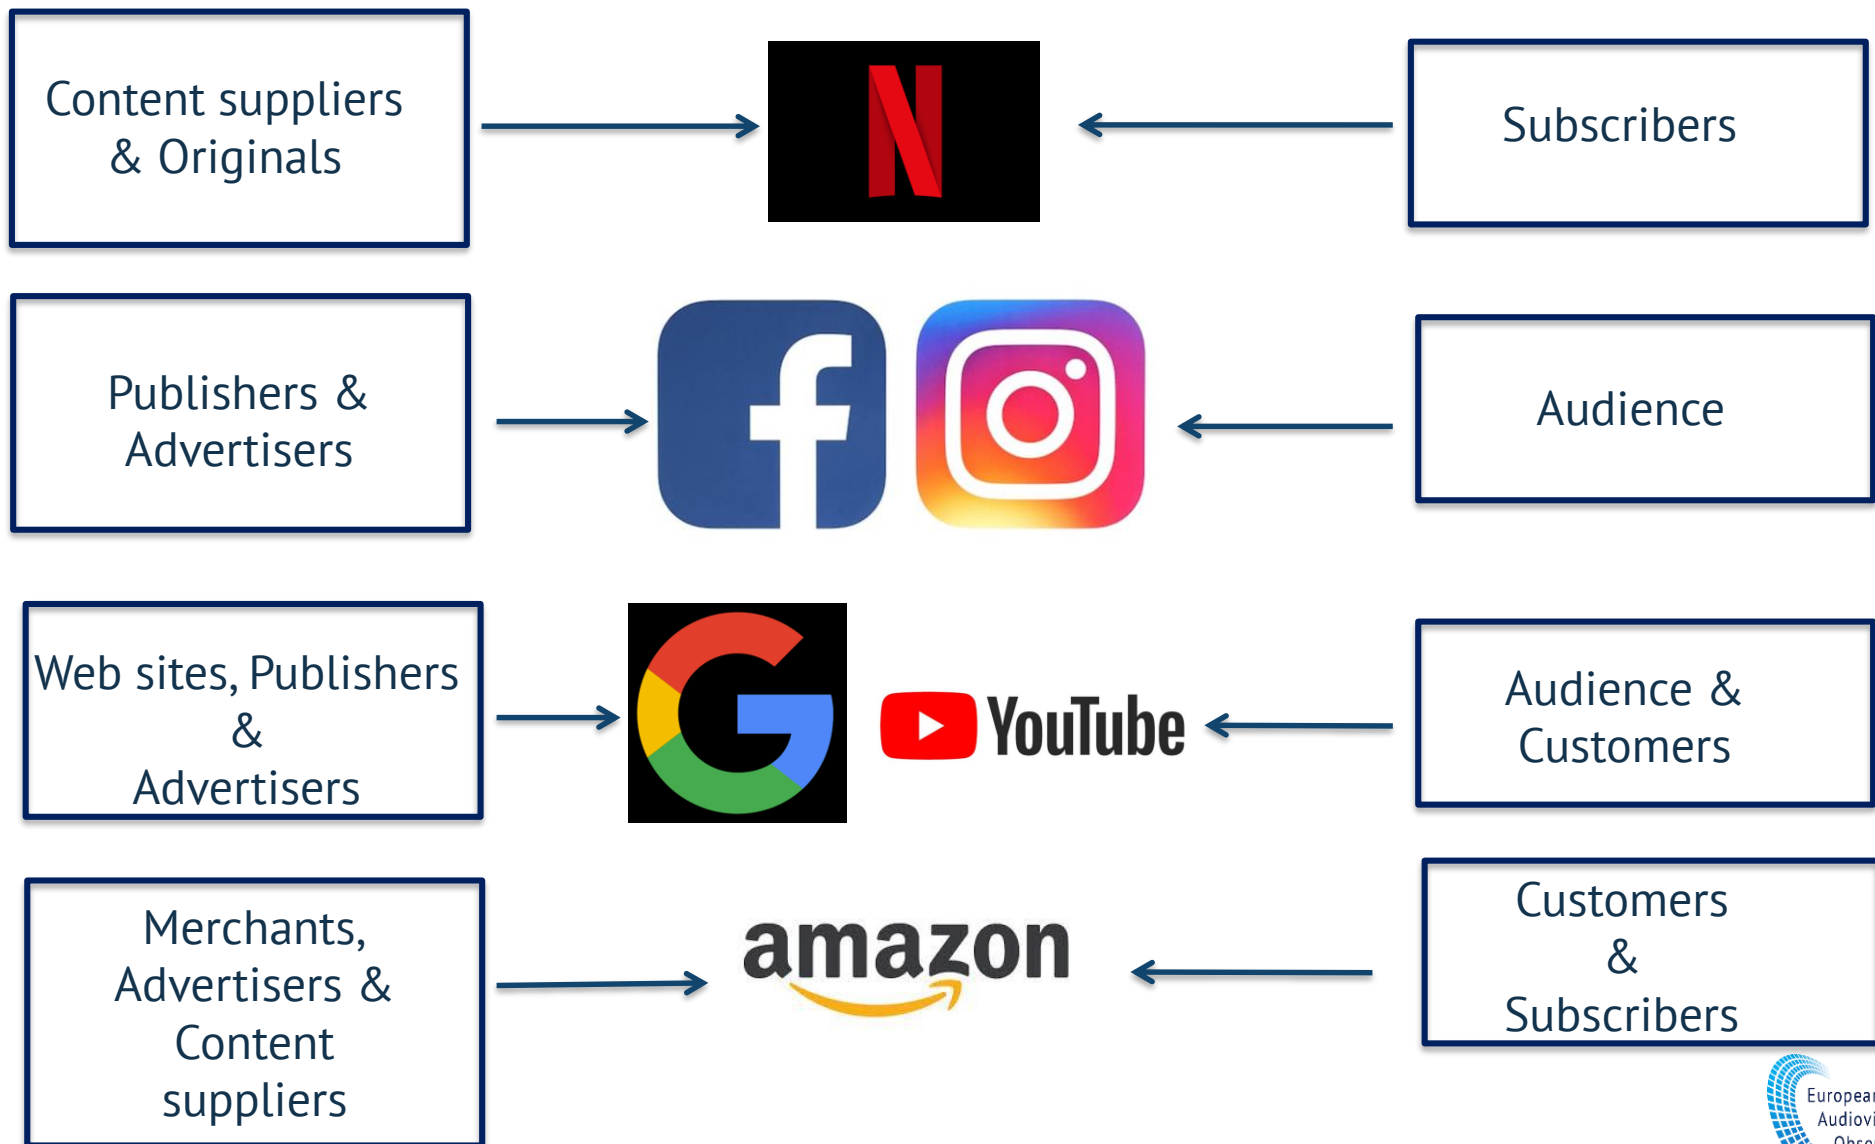 Content suppliers
& Originals
Subscribers
Publishers &
Advertisers
Audience
Web sites, Publishers
&
Advertisers
YouTube
Audience &
Customers
Merchants,
Advertisers &
Content
suppliers
amazon
Customers
&
Subscribers
European